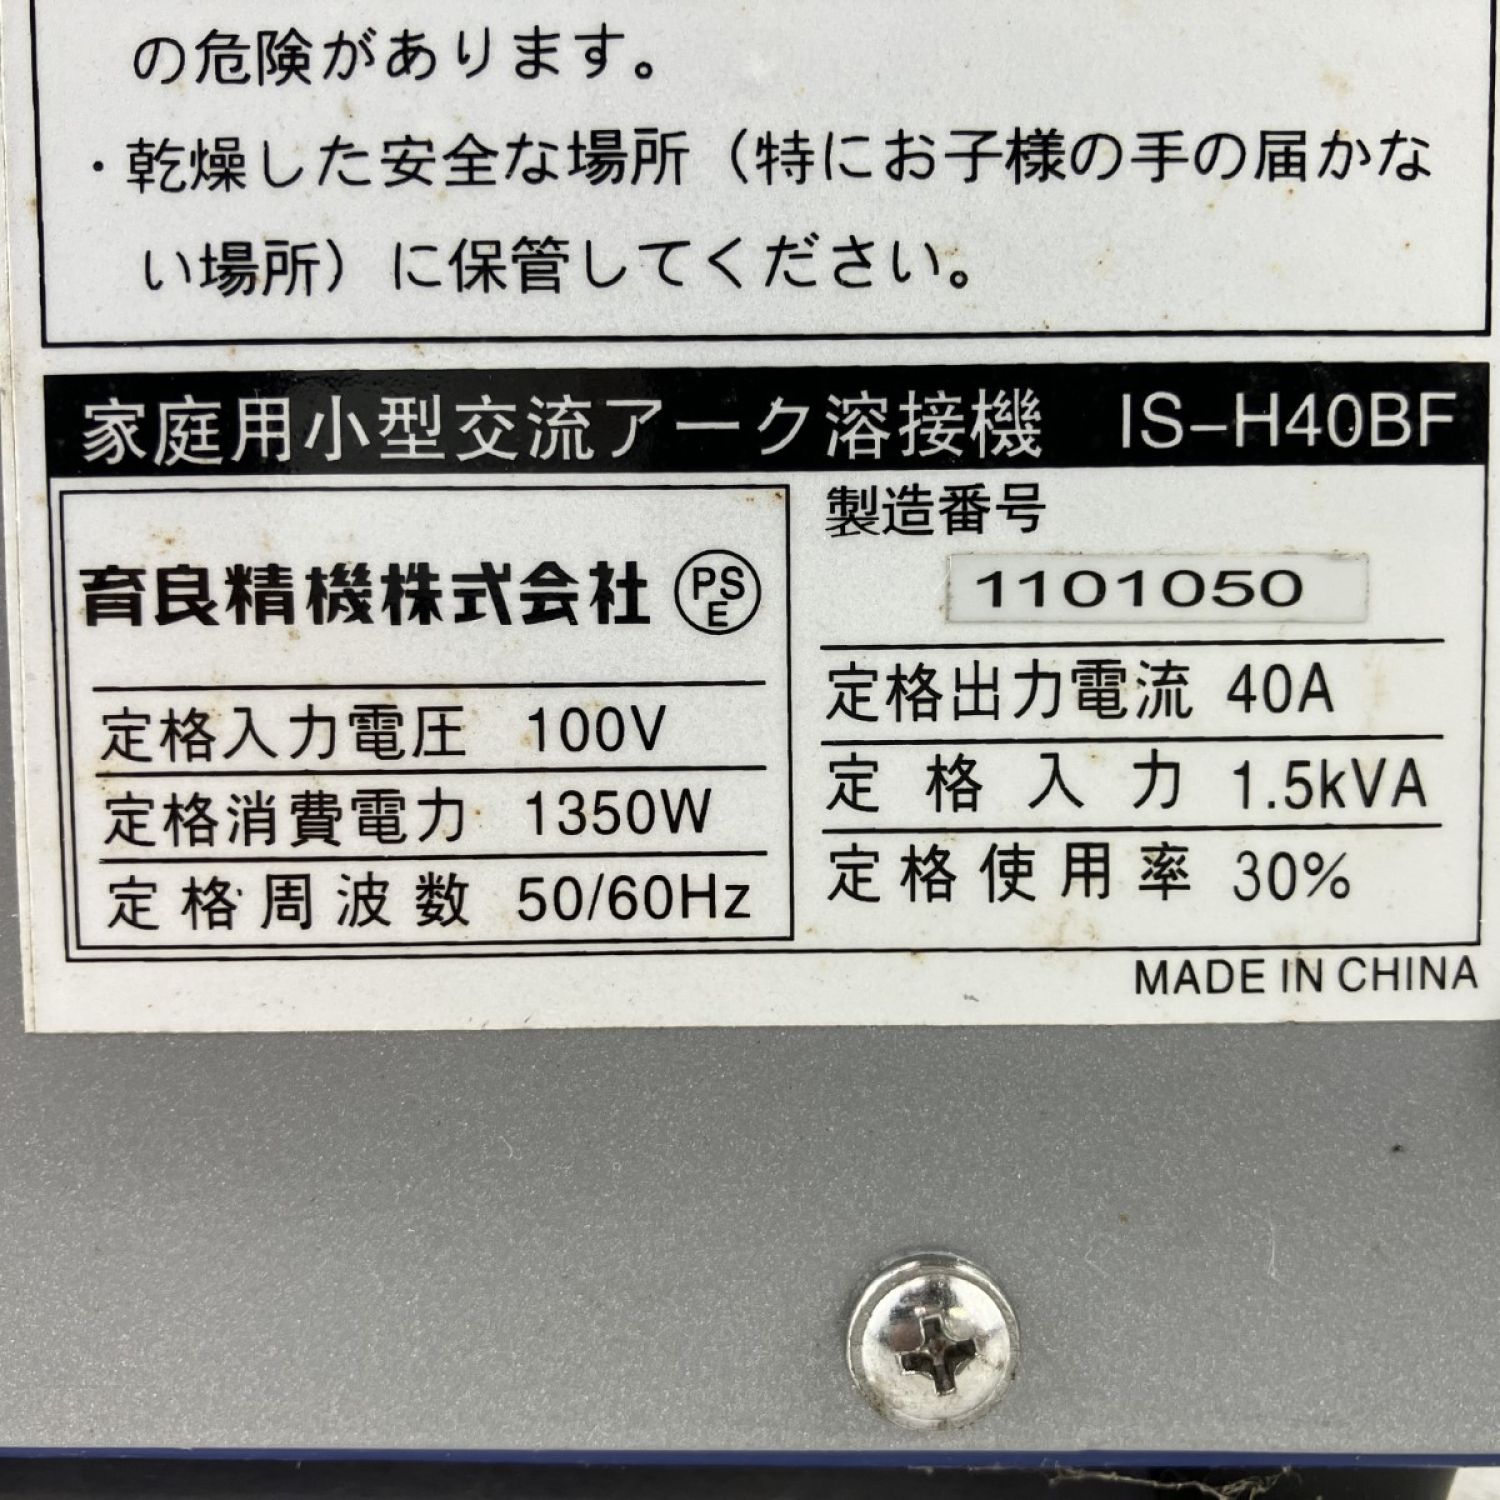 の危険があります。
・乾燥した安全な場所（特にお子様の手の届かな
い場所）に保管してください。
家庭用小型交流アーク溶接機 IS-H40BF
育良精機株式会社 PSE
定格入力電圧 100V
定格消費電力 1350W
定格周波数 50/60Hz
製造番号
1101050
定格出力電流 40A
定格入力 1.5kVA
定格使用率 30%
MADE IN CHINA